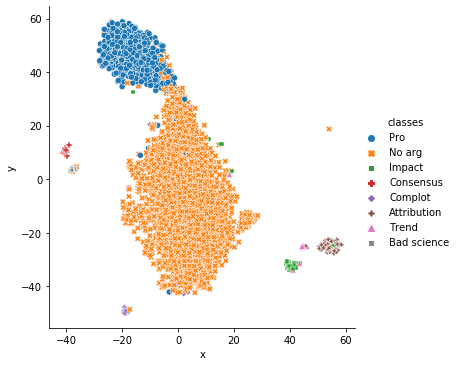 60
40
20
0
−20
−40
y
−40
−20
0
20
40
60
x
classes
Pro
No arg
Impact
Consensus
Complot
Attribution
Trend
Bad science